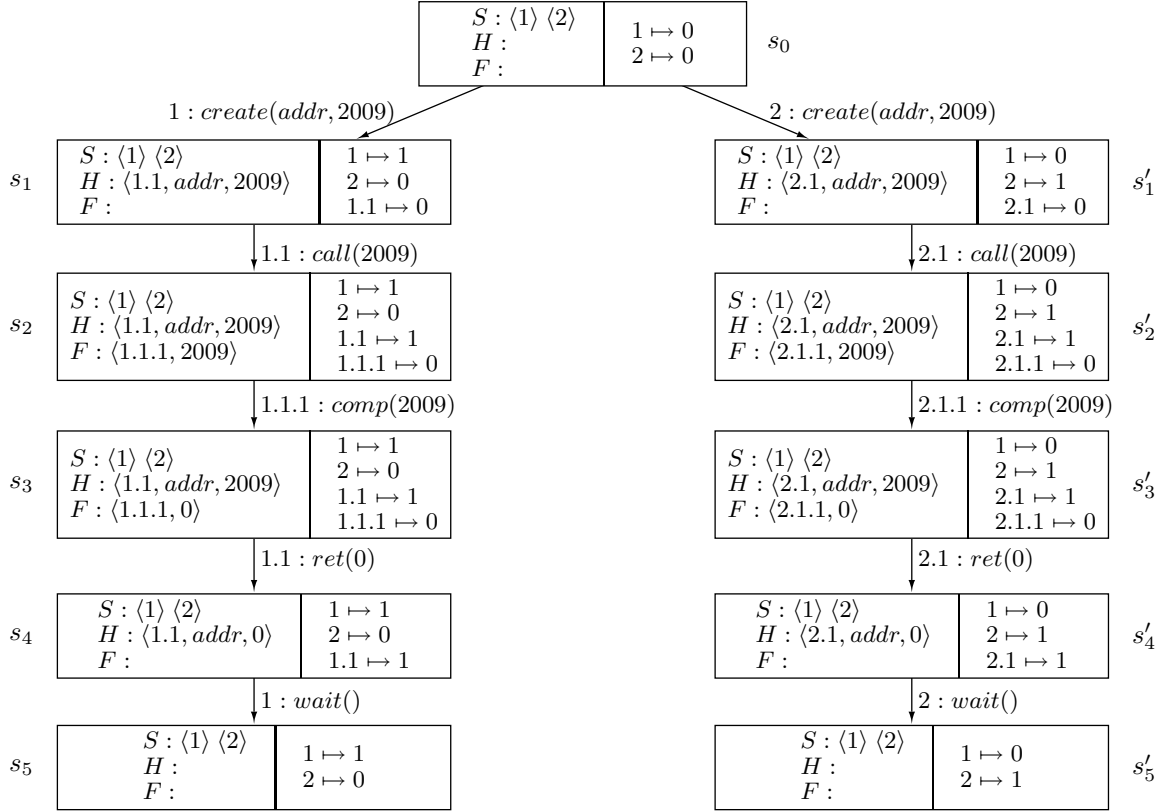 S : ⟨1⟩ ⟨2⟩
H :
F :
1 ↦ 0
2 ↦ 0
s₀
1 : create(addr, 2009)
2 : create(addr, 2009)
s₁
S : ⟨1⟩ ⟨2⟩
H : ⟨1.1, addr, 2009⟩
F :
1 ↦ 1
2 ↦ 0
1.1 ↦ 0
S : ⟨1⟩ ⟨2⟩
H : ⟨2.1, addr, 2009⟩
F :
1 ↦ 0
2 ↦ 1
2.1 ↦ 0
s′₁
1.1 : call(2009)
2.1 : call(2009)
s₂
S : ⟨1⟩ ⟨2⟩
H : ⟨1.1, addr, 2009⟩
F : ⟨1.1.1, 2009⟩
1 ↦ 1
2 ↦ 0
1.1 ↦ 1
1.1.1 ↦ 0
S : ⟨1⟩ ⟨2⟩
H : ⟨2.1, addr, 2009⟩
F : ⟨2.1.1, 2009⟩
1 ↦ 0
2 ↦ 1
2.1 ↦ 1
2.1.1 ↦ 0
s′₂
1.1.1 : comp(2009)
2.1.1 : comp(2009)
s₃
S : ⟨1⟩ ⟨2⟩
H : ⟨1.1, addr, 2009⟩
F : ⟨1.1.1, 0⟩
1 ↦ 1
2 ↦ 0
1.1 ↦ 1
1.1.1 ↦ 0
S : ⟨1⟩ ⟨2⟩
H : ⟨2.1, addr, 2009⟩
F : ⟨2.1.1, 0⟩
1 ↦ 0
2 ↦ 1
2.1 ↦ 1
2.1.1 ↦ 0
s′₃
1.1 : ret(0)
2.1 : ret(0)
s₄
S : ⟨1⟩ ⟨2⟩
H : ⟨1.1, addr, 0⟩
F :
1 ↦ 1
2 ↦ 0
1.1 ↦ 1
S : ⟨1⟩ ⟨2⟩
H : ⟨2.1, addr, 0⟩
F :
1 ↦ 0
2 ↦ 1
2.1 ↦ 1
s′₄
1 : wait()
2 : wait()
s₅
S : ⟨1⟩ ⟨2⟩
H :
F :
1 ↦ 1
2 ↦ 0
S : ⟨1⟩ ⟨2⟩
H :
F :
1 ↦ 0
2 ↦ 1
s′₅